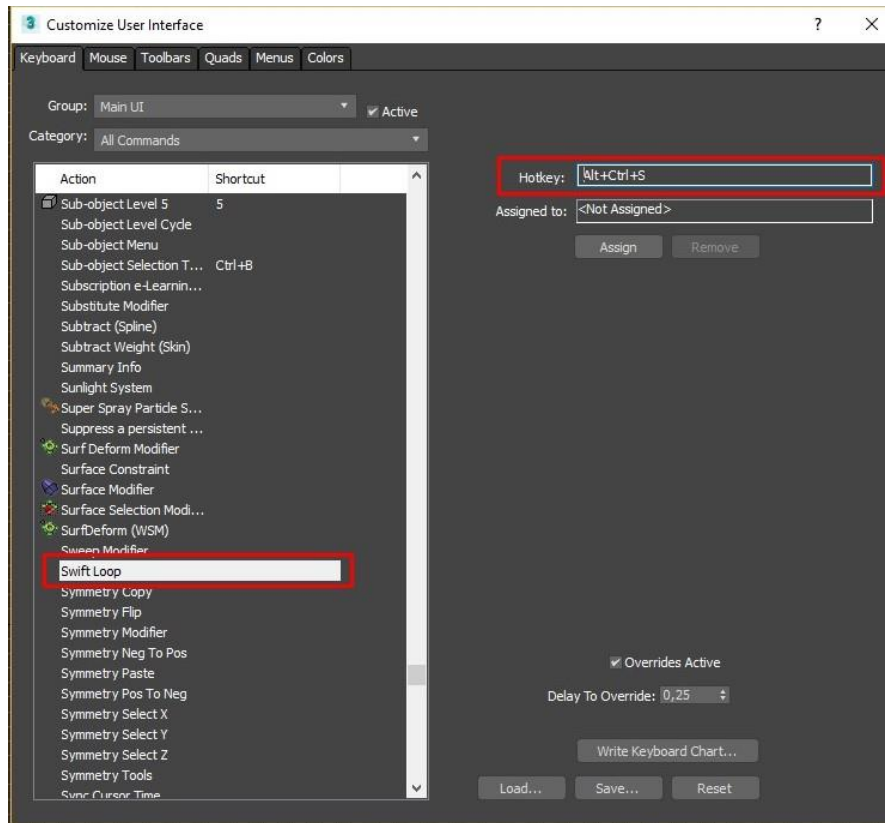 3 Customize User Interface ? X
Keyboard Mouse Toolbars Quads Menus Colors
Group: Main UI Active
Category: All Commands
Action Shortcut
Hotkey: Alt+Ctrl+S
Assigned to: <Not Assigned>
Assign Remove
Sub-object Level 5 5
Sub-object Level Cycle
Sub-object Menu
Sub-object Selection T... Ctrl+B
Subscription e-Learnin...
Substitute Modifier
Subtract (Spline)
Subtract Weight (Skin)
Summary Info
Sunlight System
Super Spray Particle S...
Suppress a persistent ...
Surf Deform Modifier
Surface Constraint
Surface Modifier
Surface Selection Modi...
SurfDeform (WSM)
Sweep Modifier
Swift Loop
Symmetry Copy
Symmetry Flip
Symmetry Modifier
Symmetry Neg To Pos
Symmetry Paste
Symmetry Pos To Neg
Symmetry Select X
Symmetry Select Y
Symmetry Select Z
Symmetry Tools
Sync Cursor Time
Overrides Active
Delay To Override: 0,25
Write Keyboard Chart...
Load... Save... Reset